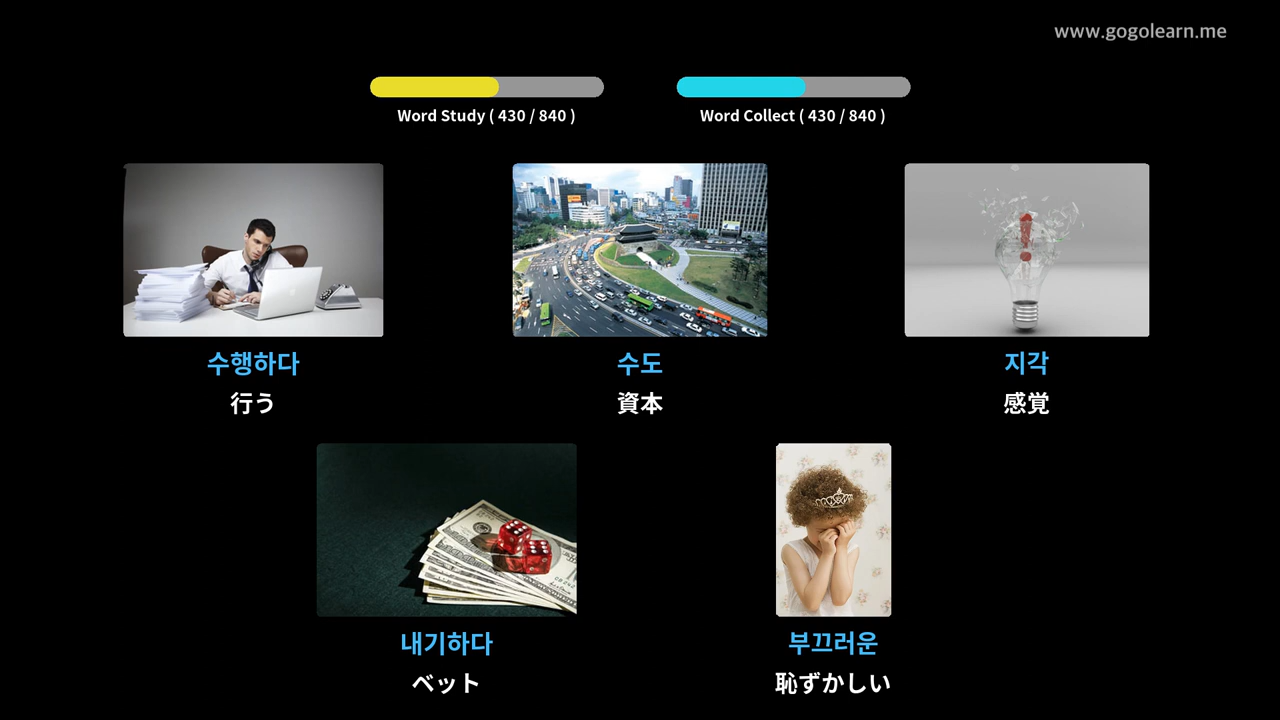 www.gogolearn.me
Word Study ( 430 / 840 )
Word Collect ( 430 / 840 )
수행하다
行う
수도
資本
지각
感覚
내기하다
ベット
부끄러운
恥ずかしい